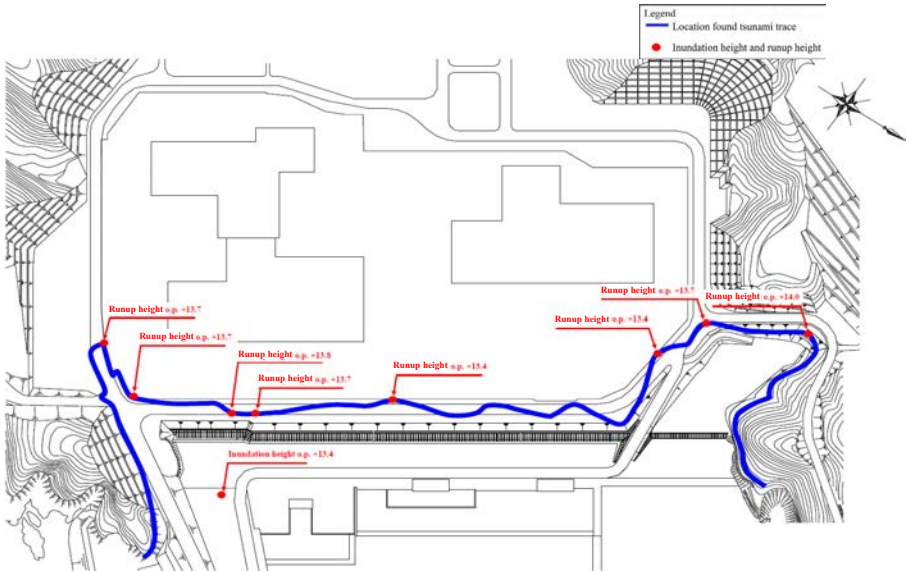 Legend
Location found tsunami trace
Inundation height and runup height
Runup height o.p. +13.7
Runup height o.p. +14.0
Runup height o.p. +13.7
Runup height o.p. +13.4
Runup height o.p. +13.7
Runup height o.p. +13.8
Runup height o.p. +13.4
Runup height o.p. +13.7
Inundation height o.p. +13.4